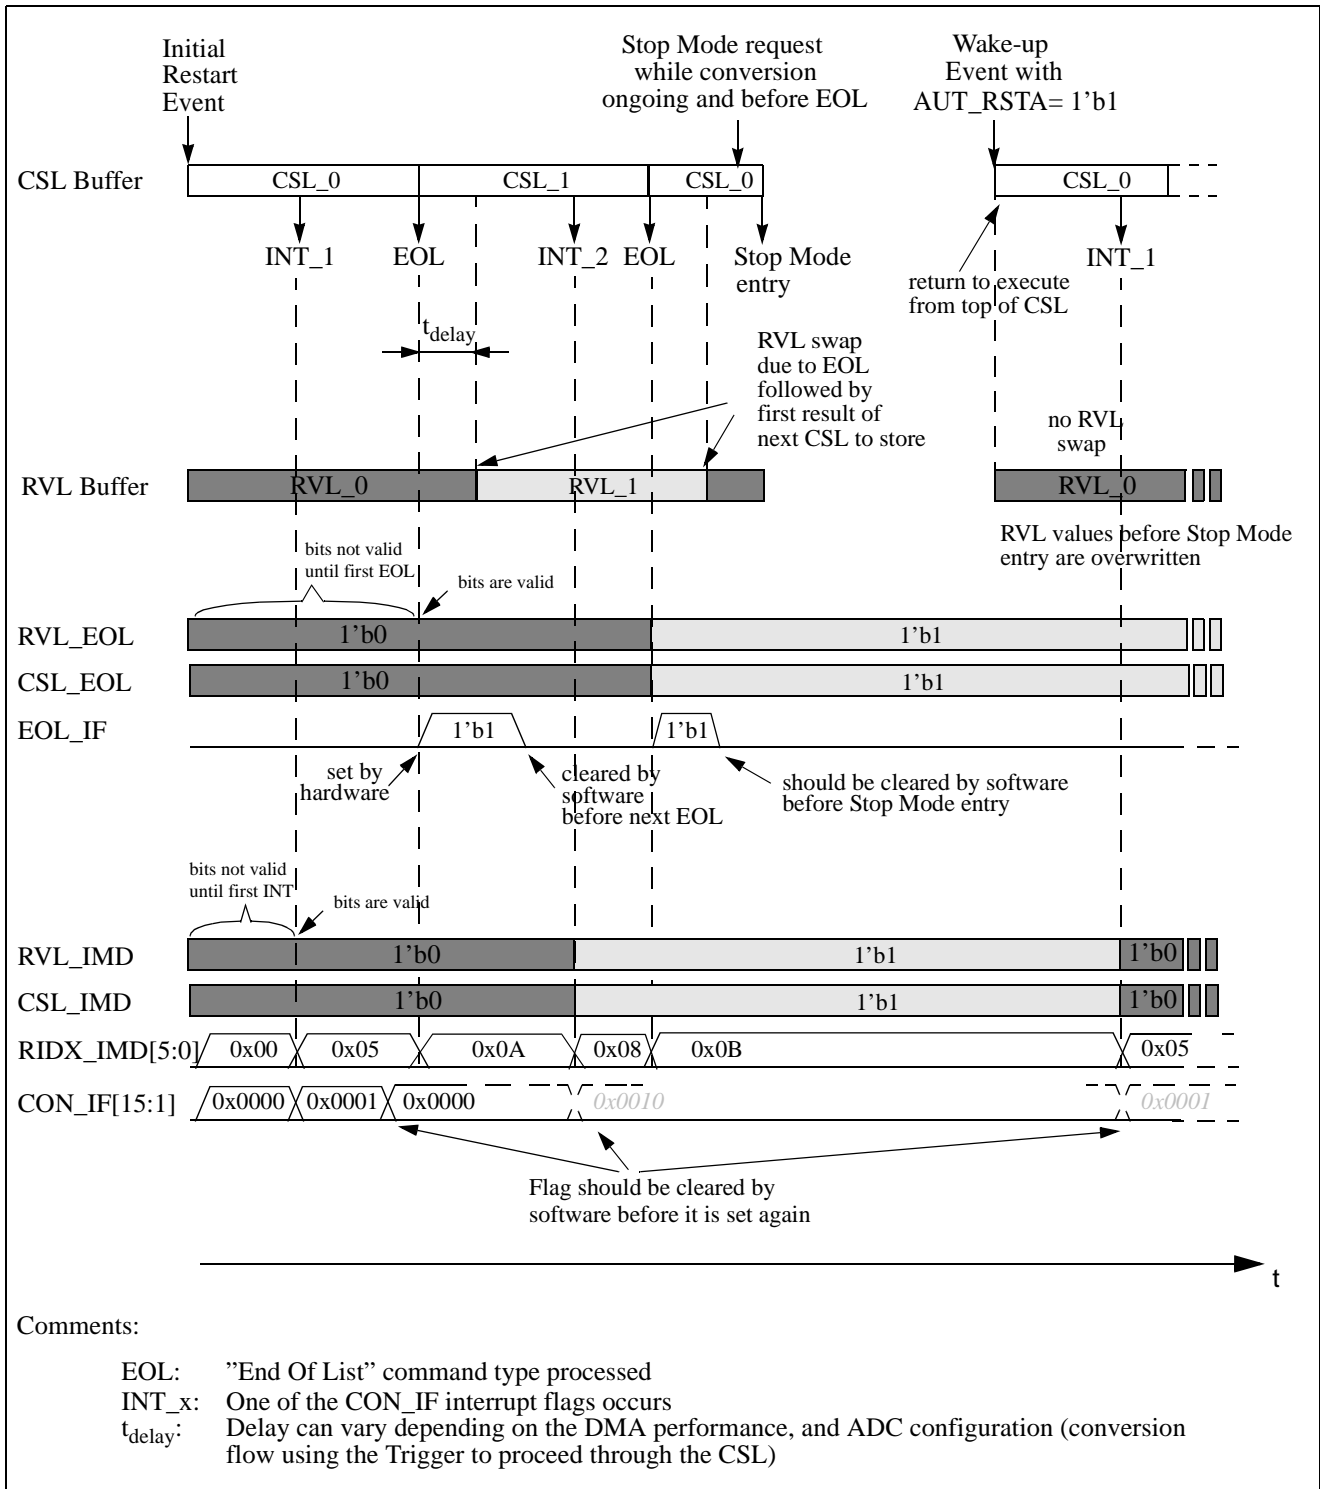 Initial
Restart
Event
Stop Mode request
while conversion
ongoing and before EOL
Wake-up
Event with
AUT_RSTA= 1’b1
CSL Buffer
CSL_0
CSL_1
CSL_0
CSL_0
INT_1
EOL
INT_2
EOL
Stop Mode
entry
INT_1
return to execute
from top of CSL
tdelay
RVL swap
due to EOL
followed by
first result of
next CSL to store
no RVL
swap
RVL Buffer
RVL_0
RVL_1
RVL_0
RVL values before Stop Mode
entry are overwritten
bits not valid
until first EOL
bits are valid
RVL_EOL
1’b0
1’b1
CSL_EOL
1’b0
1’b1
EOL_IF
1’b1
1’b1
set by
hardware
cleared by
software
before next EOL
should be cleared by software
before Stop Mode entry
bits not valid
until first INT
bits are valid
RVL_IMD
1’b0
1’b1
1’b0
CSL_IMD
1’b0
1’b1
1’b0
RIDX_IMD[5:0]
0x00
0x05
0x0A
0x08
0x0B
0x05
CON_IF[15:1]
0x0000
0x0001
0x0000
0x0010
0x0001
Flag should be cleared by
software before it is set again
t
Comments:
EOL: ”End Of List” command type processed
INT_x: One of the CON_IF interrupt flags occurs
tdelay: Delay can vary depending on the DMA performance, and ADC configuration (conversion
flow using the Trigger to proceed through the CSL)